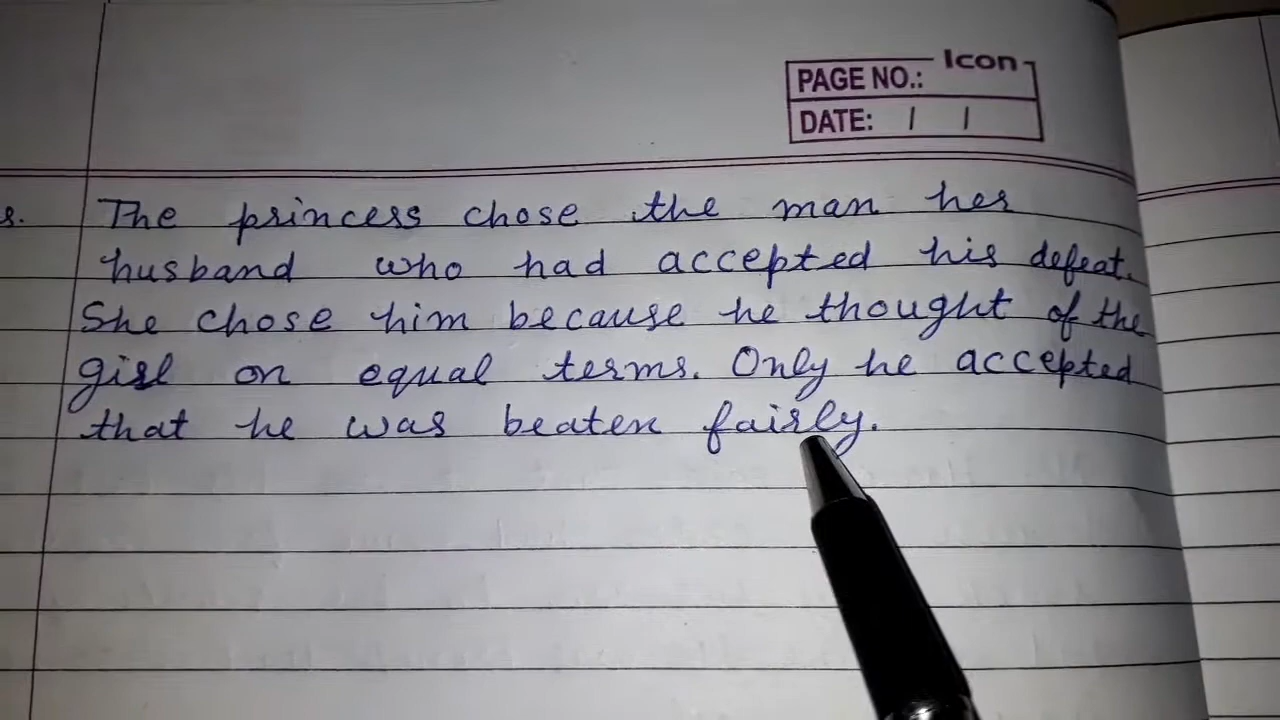 Icon
PAGE NO.:
DATE: / /
s. The princess chose the man her
husband who had accepted his defeat.
She chose him because he thought of the
girl on equal terms. Only he accepted
that he was beaten fairly.